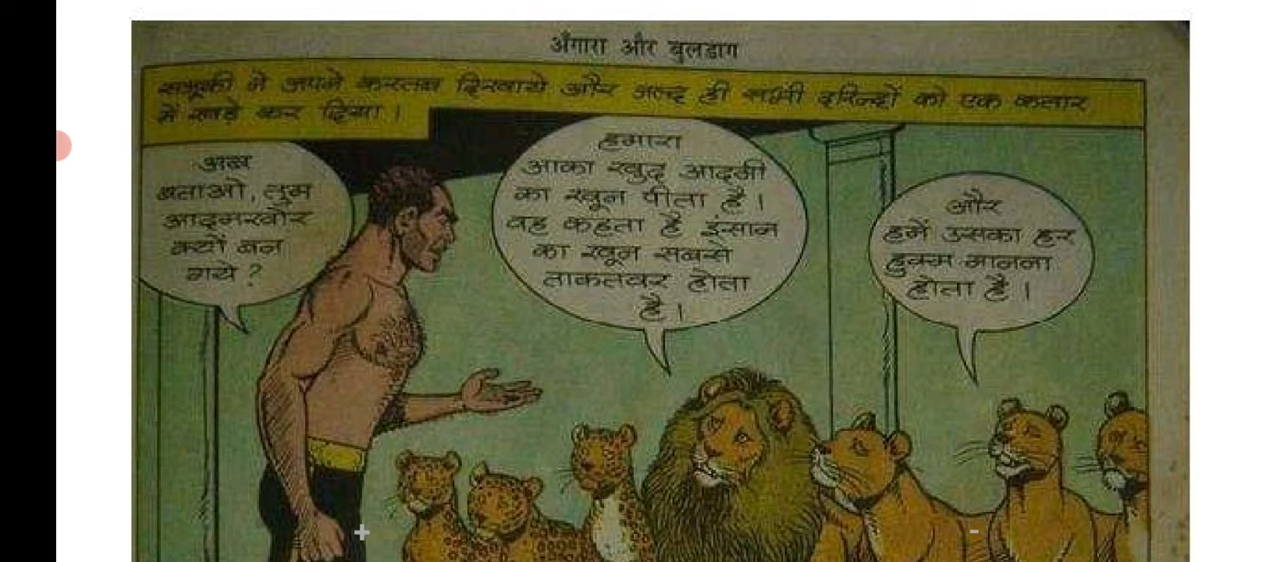 अँगारा और बुलडाग
ने अपने करतब दिखाये और जल्द ही सभी दरिन्दों को एक कतार
में खड़े कर दिया।
अब
बताओ, तुम
आदमखोर
क्यों बन
गये?
हमारा
आका खुद आदमी
का खून पीता है।
वह कहता है इंसान
का खून सबसे
ताकतवर होता
है।
और
हमें उसका हर
हुक्म मानना
होता है।